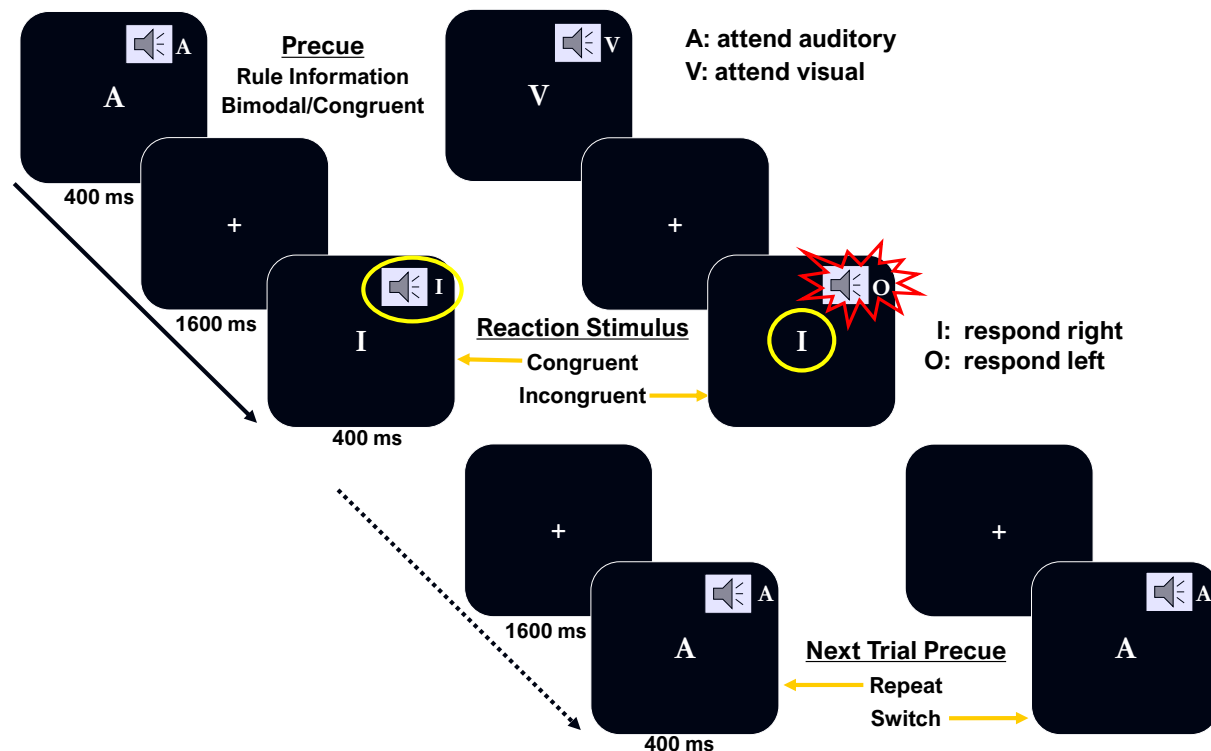 A
A
Precue
Rule Information
Bimodal/Congruent
V
V
A: attend auditory
V: attend visual
400 ms
+
+
1600 ms
I
I
Reaction Stimulus
Congruent
Incongruent
O
I
I: respond right
O: respond left
400 ms
+
+
1600 ms
A
A
Next Trial Precue
Repeat
Switch
A
A
400 ms